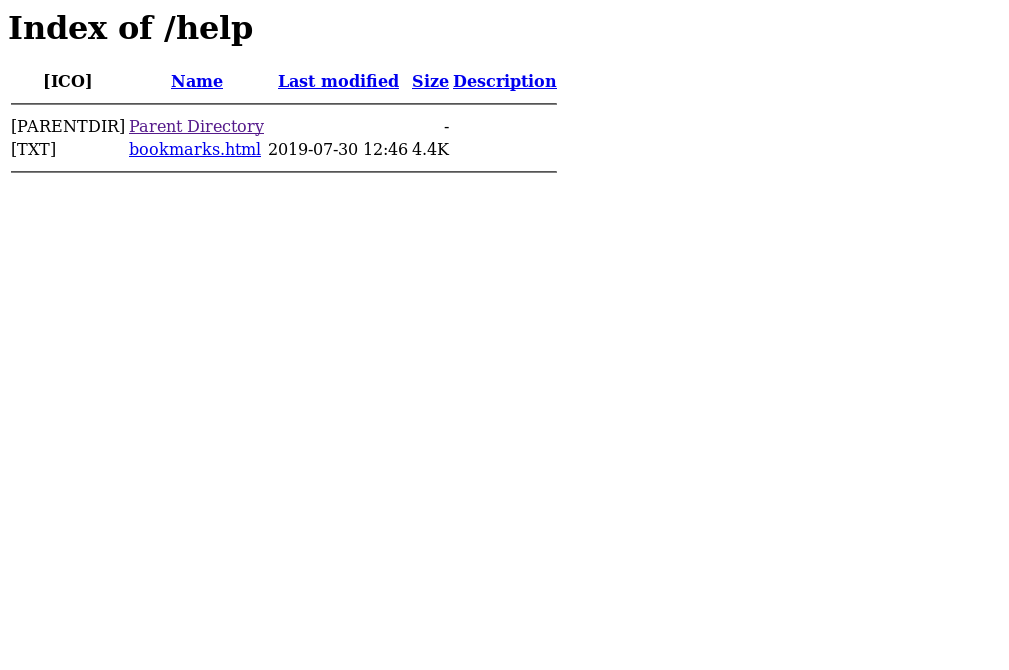 Index of /help
[ICO] Name Last modified Size Description
[PARENTDIR] Parent Directory -
[TXT] bookmarks.html 2019-07-30 12:46 4.4K